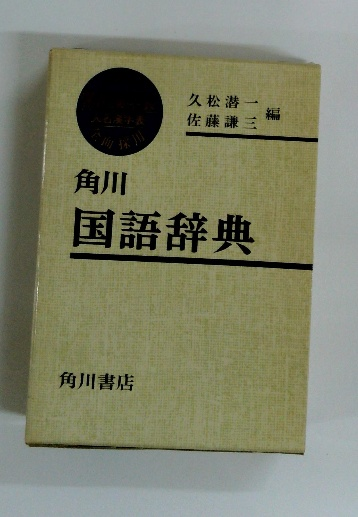 久松潜一
佐藤謙三
編
角川
国語辞典
角川書店